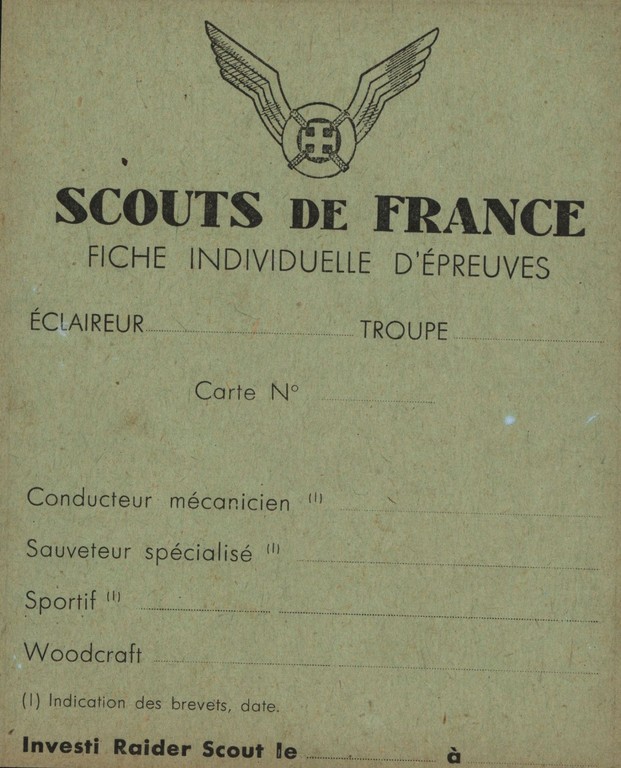 SCOUTS DE FRANCE
FICHE INDIVIDUELLE D'ÉPREUVES
ÉCLAIREUR TROUPE
Carte N°
Conducteur mécanicien (1)
Sauveteur spécialisé (1)
Sportif (1)
Woodcraft
(1) Indication des brevets, date.
Investi Raider Scout le à